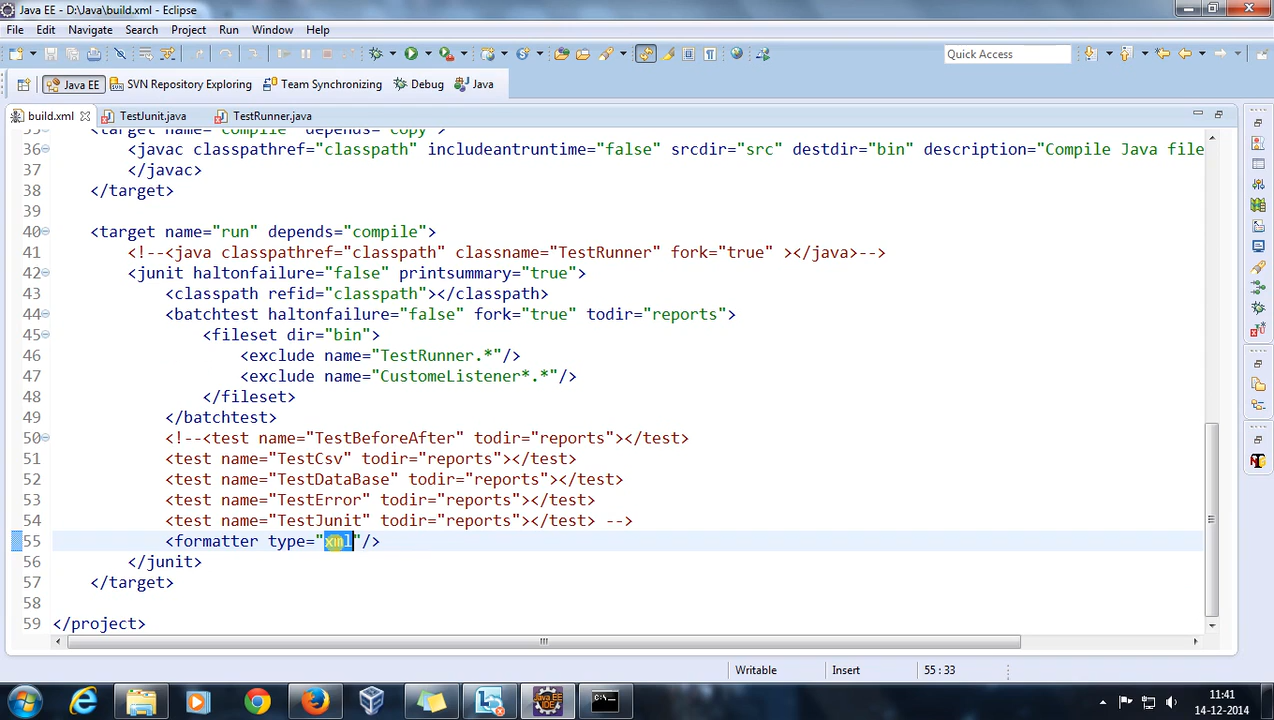 Java EE - D:\Java\build.xml - Eclipse
File Edit Navigate Search Project Run Window Help
Quick Access
Java EE SVN Repository Exploring Team Synchronizing Debug Java
build.xml TestJunit.java TestRunner.java
35 <target name="compile" depends="copy">
36 <javac classpathref="classpath" includeantruntime="false" srcdir="src" destdir="bin" description="Compile Java file
37 </javac>
38 </target>
39
40 <target name="run" depends="compile">
41 <!--<java classpathref="classpath" classname="TestRunner" fork="true" ></java>-->
42 <junit haltonfailure="false" printsummary="true">
43 <classpath refid="classpath"></classpath>
44 <batchtest haltonfailure="false" fork="true" todir="reports">
45 <fileset dir="bin">
46 <exclude name="TestRunner.*"/>
47 <exclude name="CustomeListener*.*"/>
48 </fileset>
49 </batchtest>
50 <!--<test name="TestBeforeAfter" todir="reports"></test>
51 <test name="TestCsv" todir="reports"></test>
52 <test name="TestDataBase" todir="reports"></test>
53 <test name="TestError" todir="reports"></test>
54 <test name="TestJunit" todir="reports"></test> -->
55 <formatter type="xml"/>
56 </junit>
57 </target>
58
59 </project>
Writable Insert 55 : 33
11:41
14-12-2014